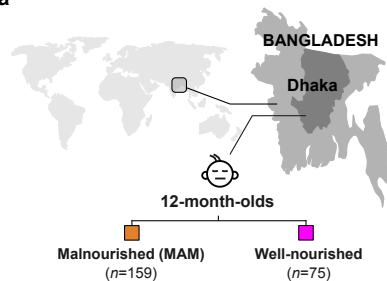 a
BANGLADESH
Dhaka
12-month-olds
Malnourished (MAM)
(n=159)
Well-nourished
(n=75)